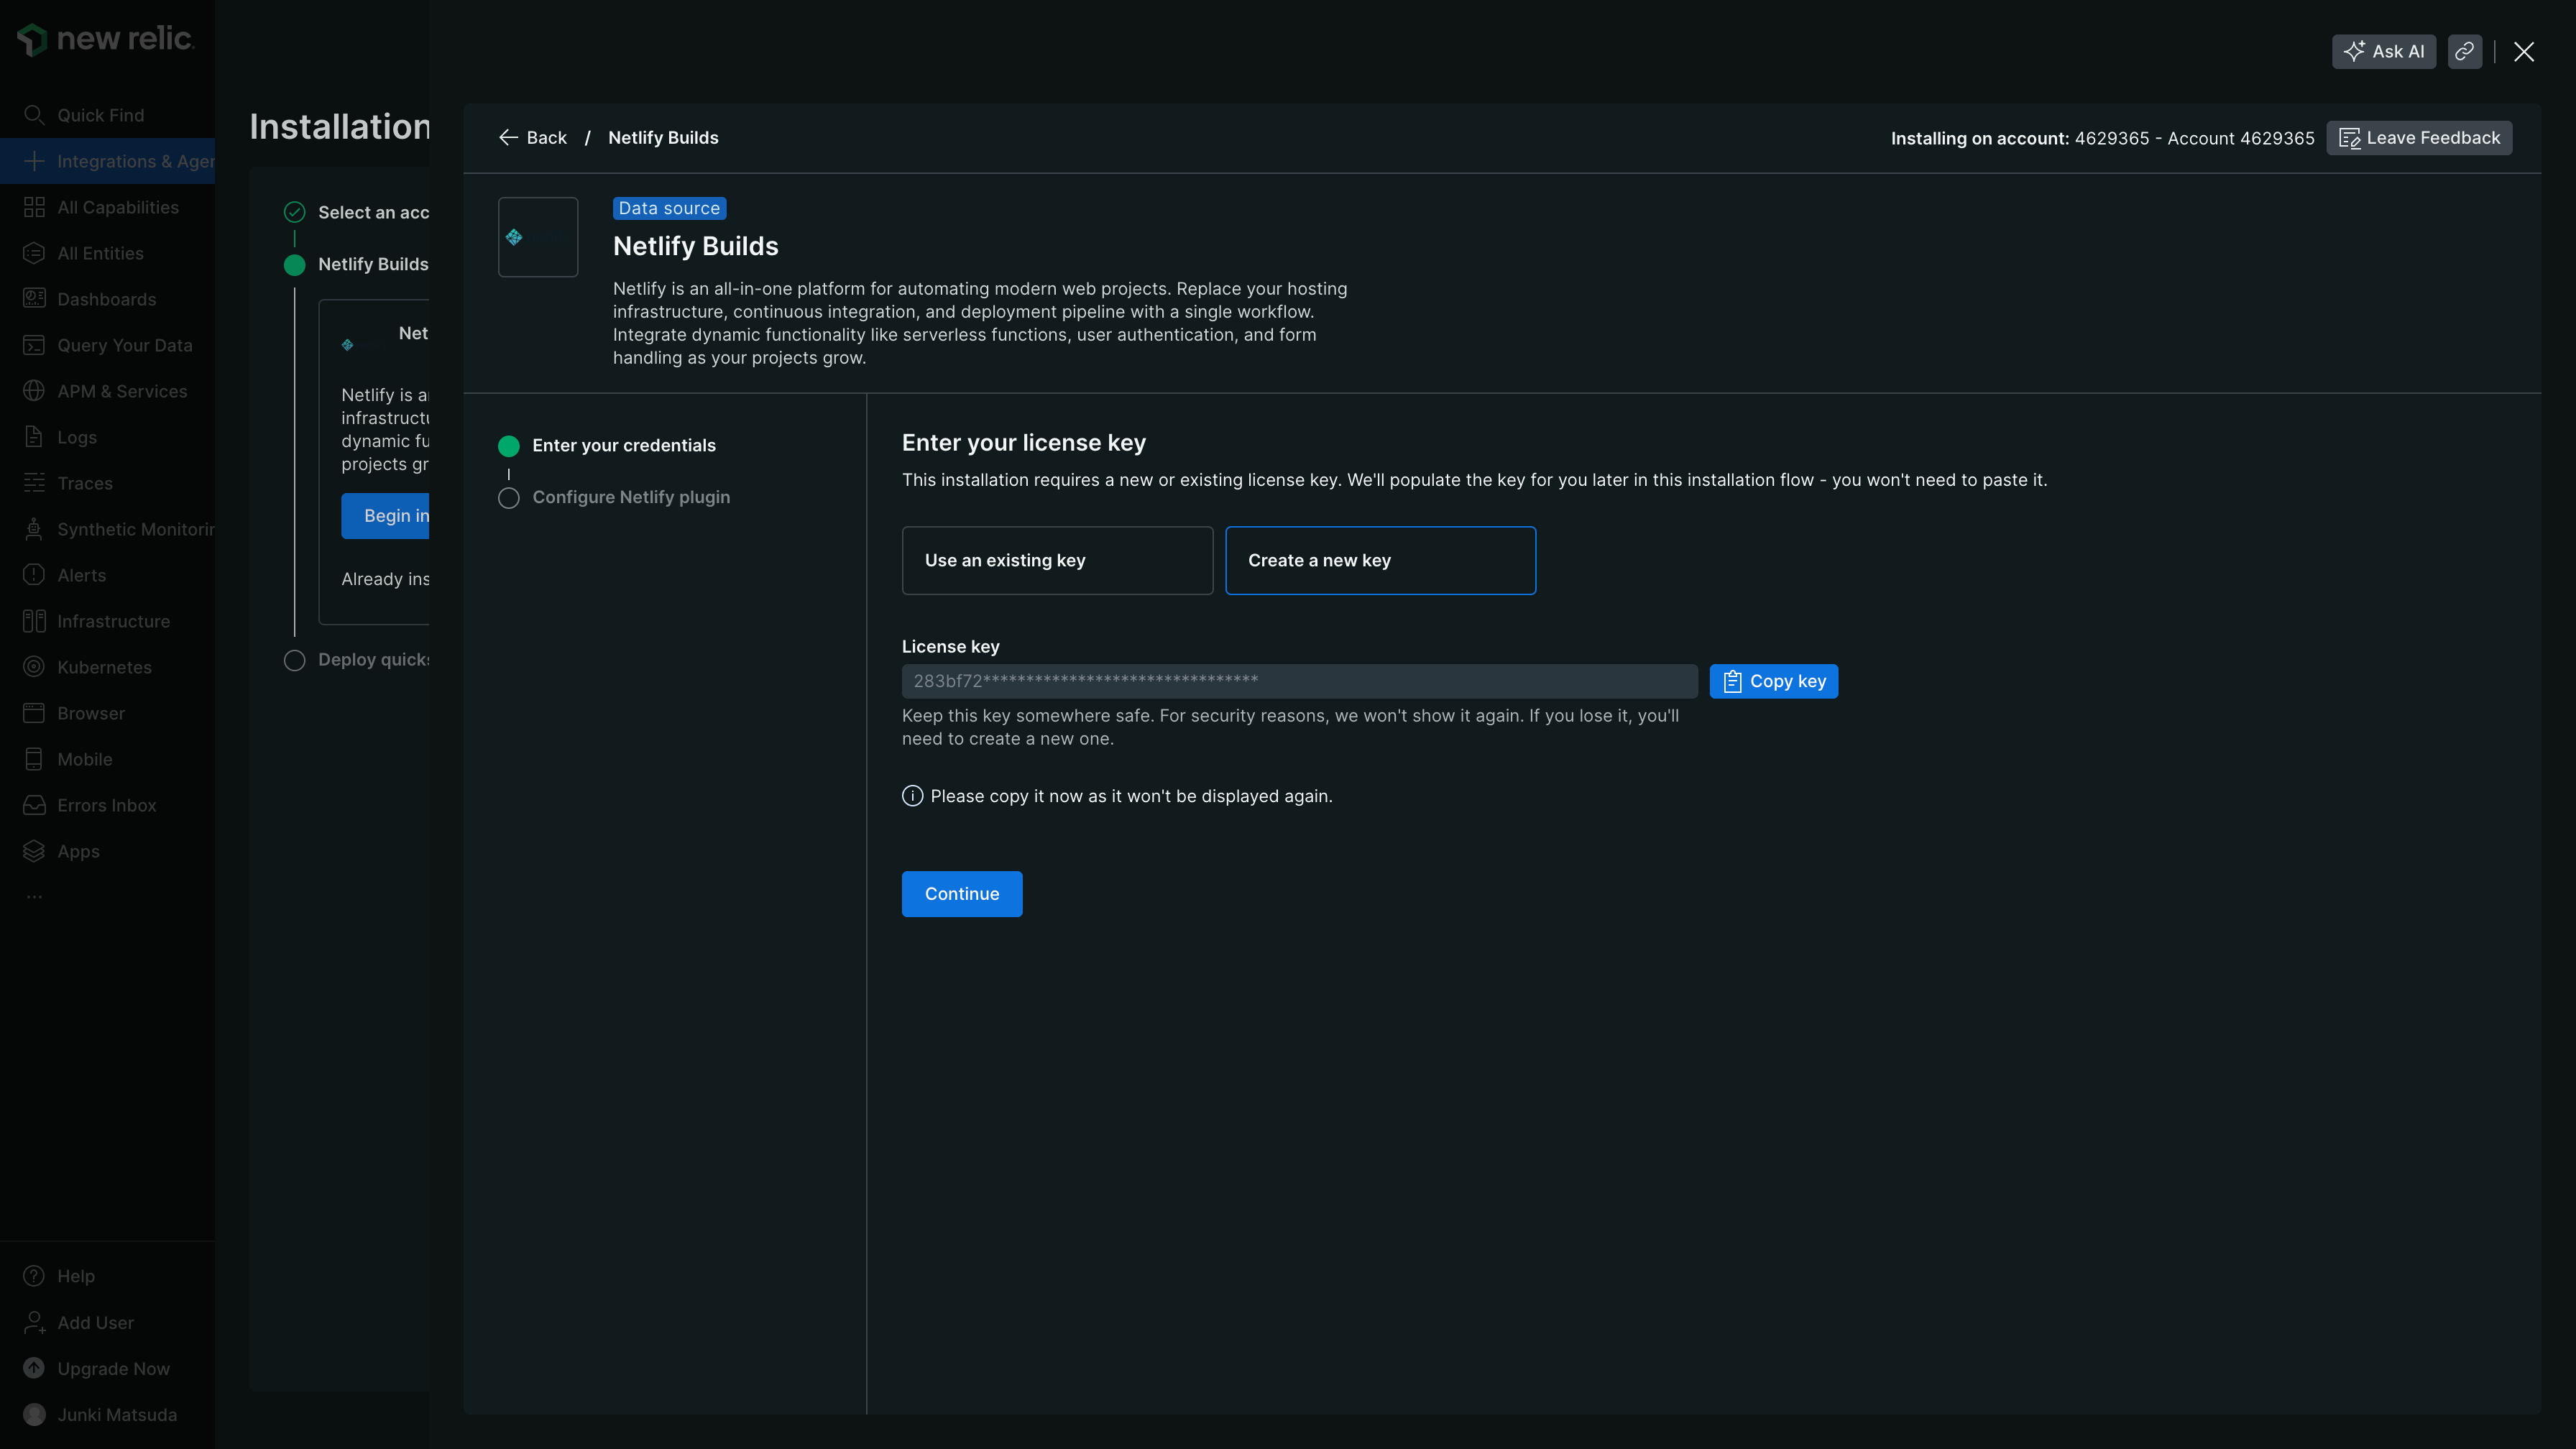 new relic.
Quick Find
Integrations & Agen
All Capabilities
All Entities
Dashboards
Query Your Data
APM & Services
Logs
Traces
Synthetic Monitorin
Alerts
Infrastructure
Kubernetes
Browser
Mobile
Errors Inbox
Apps
...
Help
Add User
Upgrade Now
Junki Matsuda
Installation
Select an acc
Netlify Builds
Net
Netlify is a
infrastructu
dynamic fu
projects gr
Begin in
Already ins
Deploy quicks
Ask AI
Back / Netlify Builds
Installing on account: 4629365 - Account 4629365
Leave Feedback
Data source
Netlify Builds
Netlify is an all-in-one platform for automating modern web projects. Replace your hosting
infrastructure, continuous integration, and deployment pipeline with a single workflow.
Integrate dynamic functionality like serverless functions, user authentication, and form
handling as your projects grow.
Enter your credentials
Configure Netlify plugin
Enter your license key
This installation requires a new or existing license key. We'll populate the key for you later in this installation flow - you won't need to paste it.
Use an existing key
Create a new key
License key
283bf72********************************
Copy key
Keep this key somewhere safe. For security reasons, we won't show it again. If you lose it, you'll
need to create a new one.
Please copy it now as it won't be displayed again.
Continue